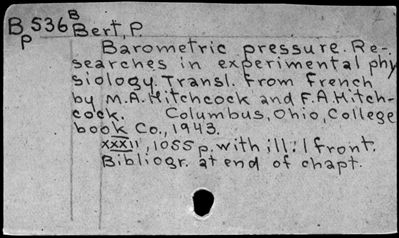 B 536 B Bert, P.
P
Barometric pressure. Re-
searches in experimental phy
siology. Transl. from french
by M.A. Hitchcock and F.A. Hitch-
cock. Columbus, Ohio, College
book Co., 1943.
xxxii, 1055 p. with ill. 1 front.
Bibliogr. at end of chapt.